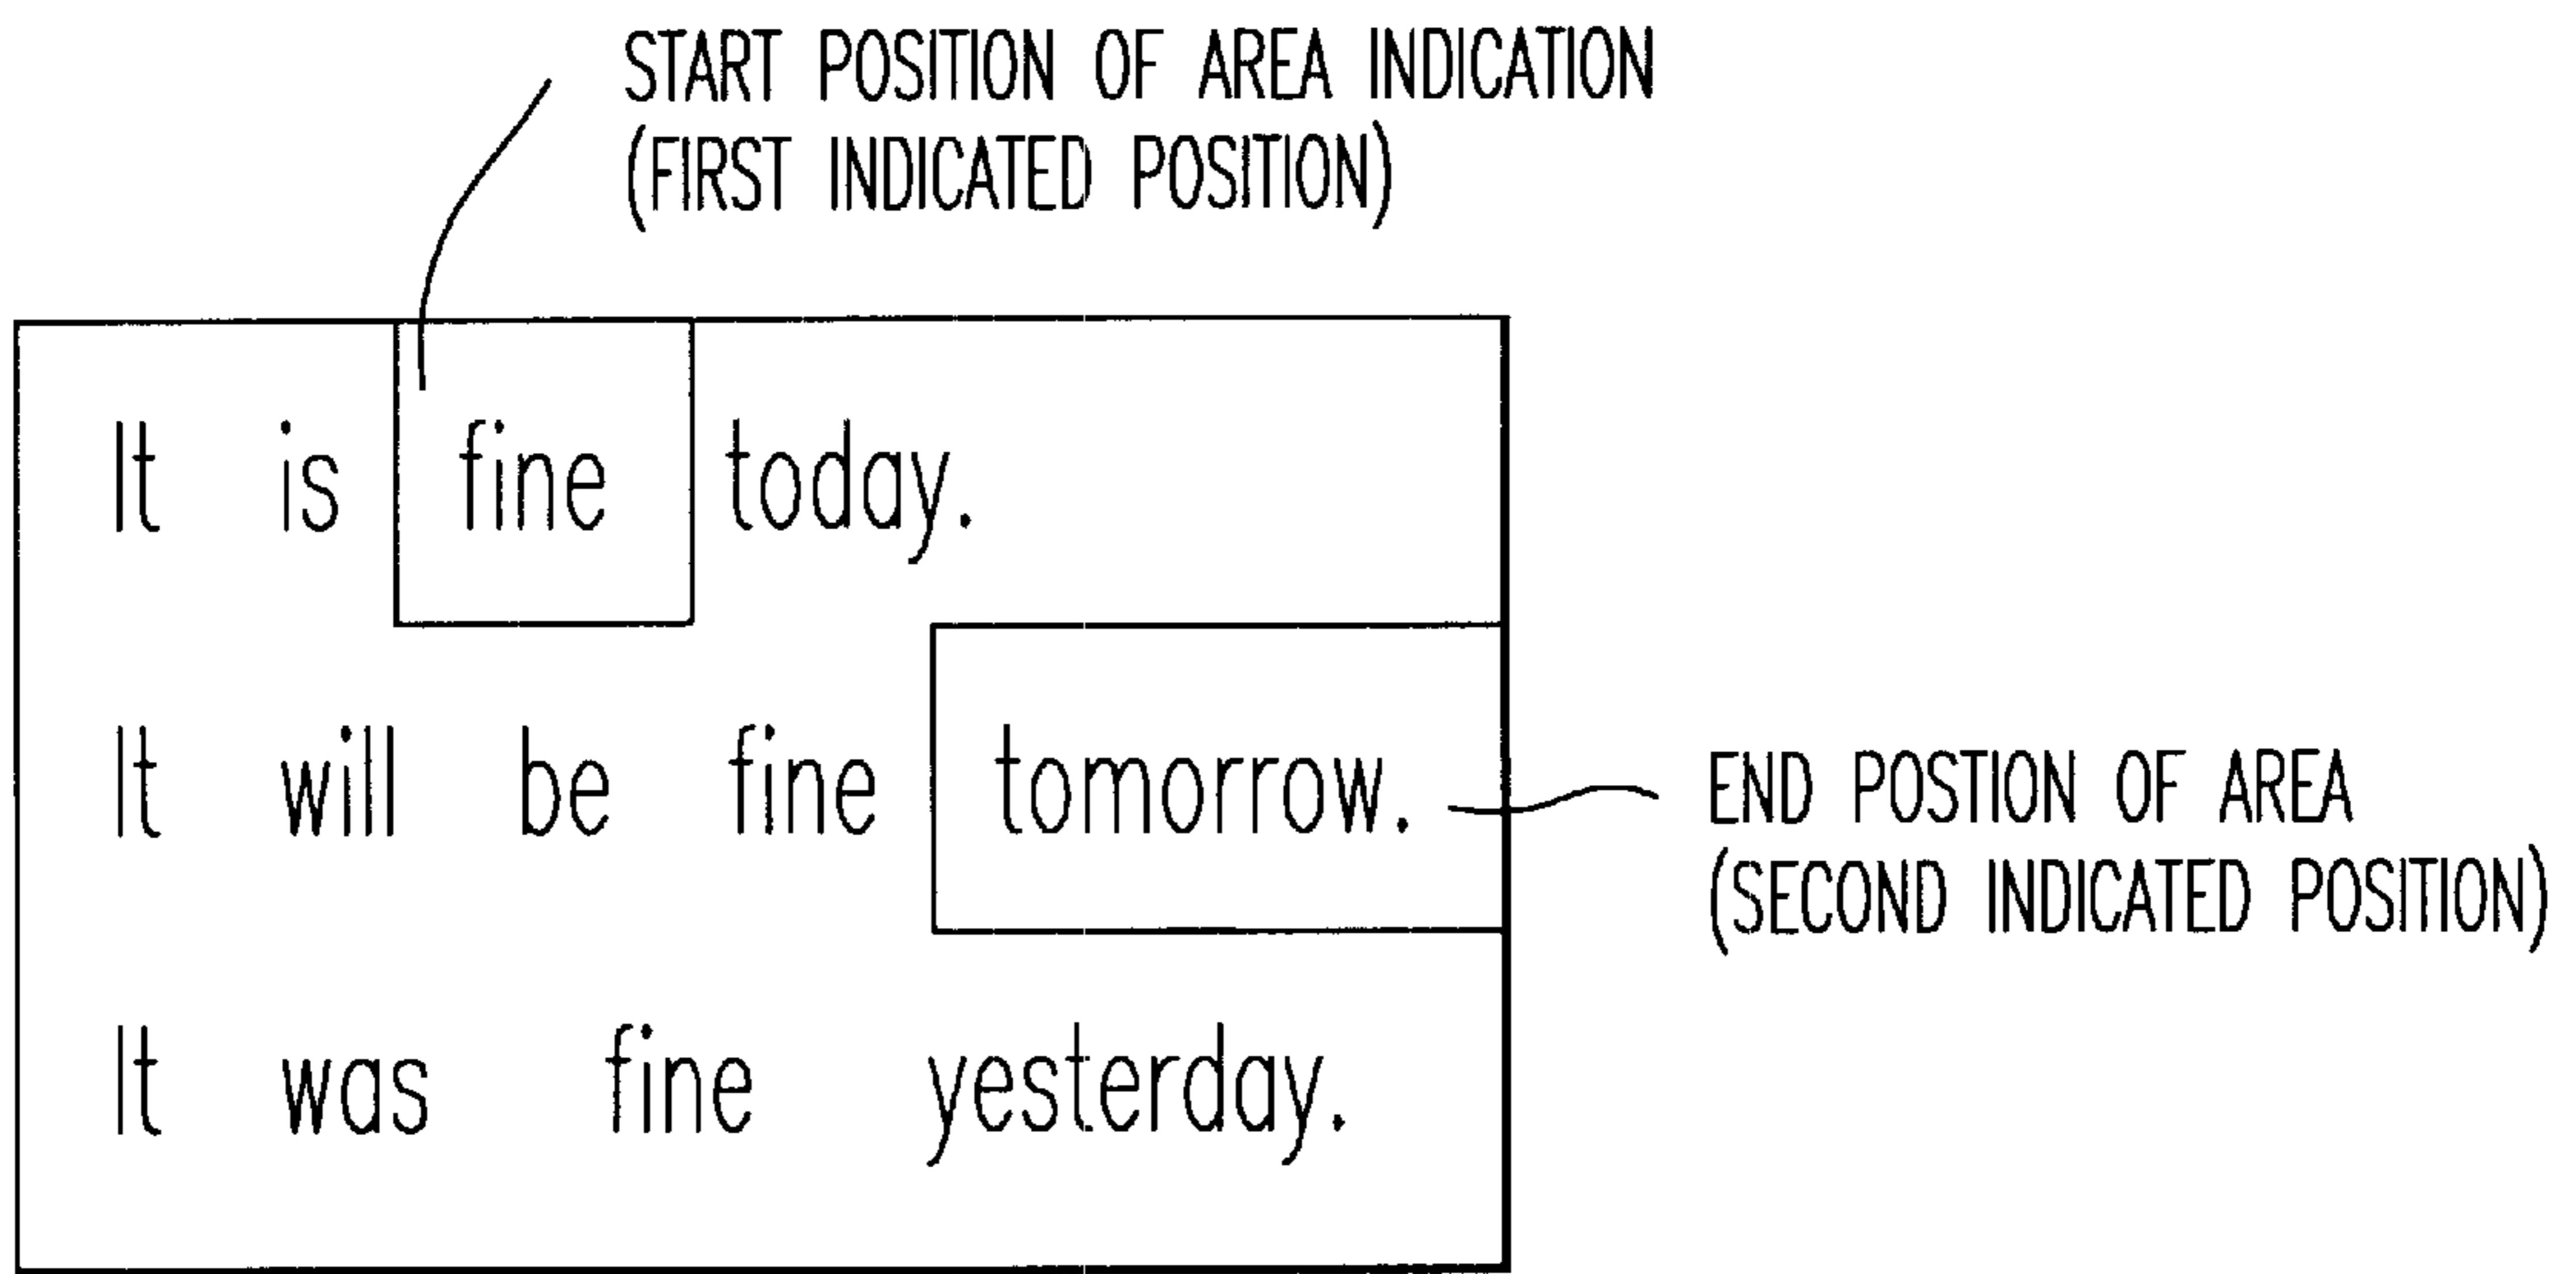 START POSITION OF AREA INDICATION
(FIRST INDICATED POSITION)
It is fine today.
It will be fine tomorrow.
END POSTION OF AREA
(SECOND INDICATED POSITION)
It was fine yesterday.